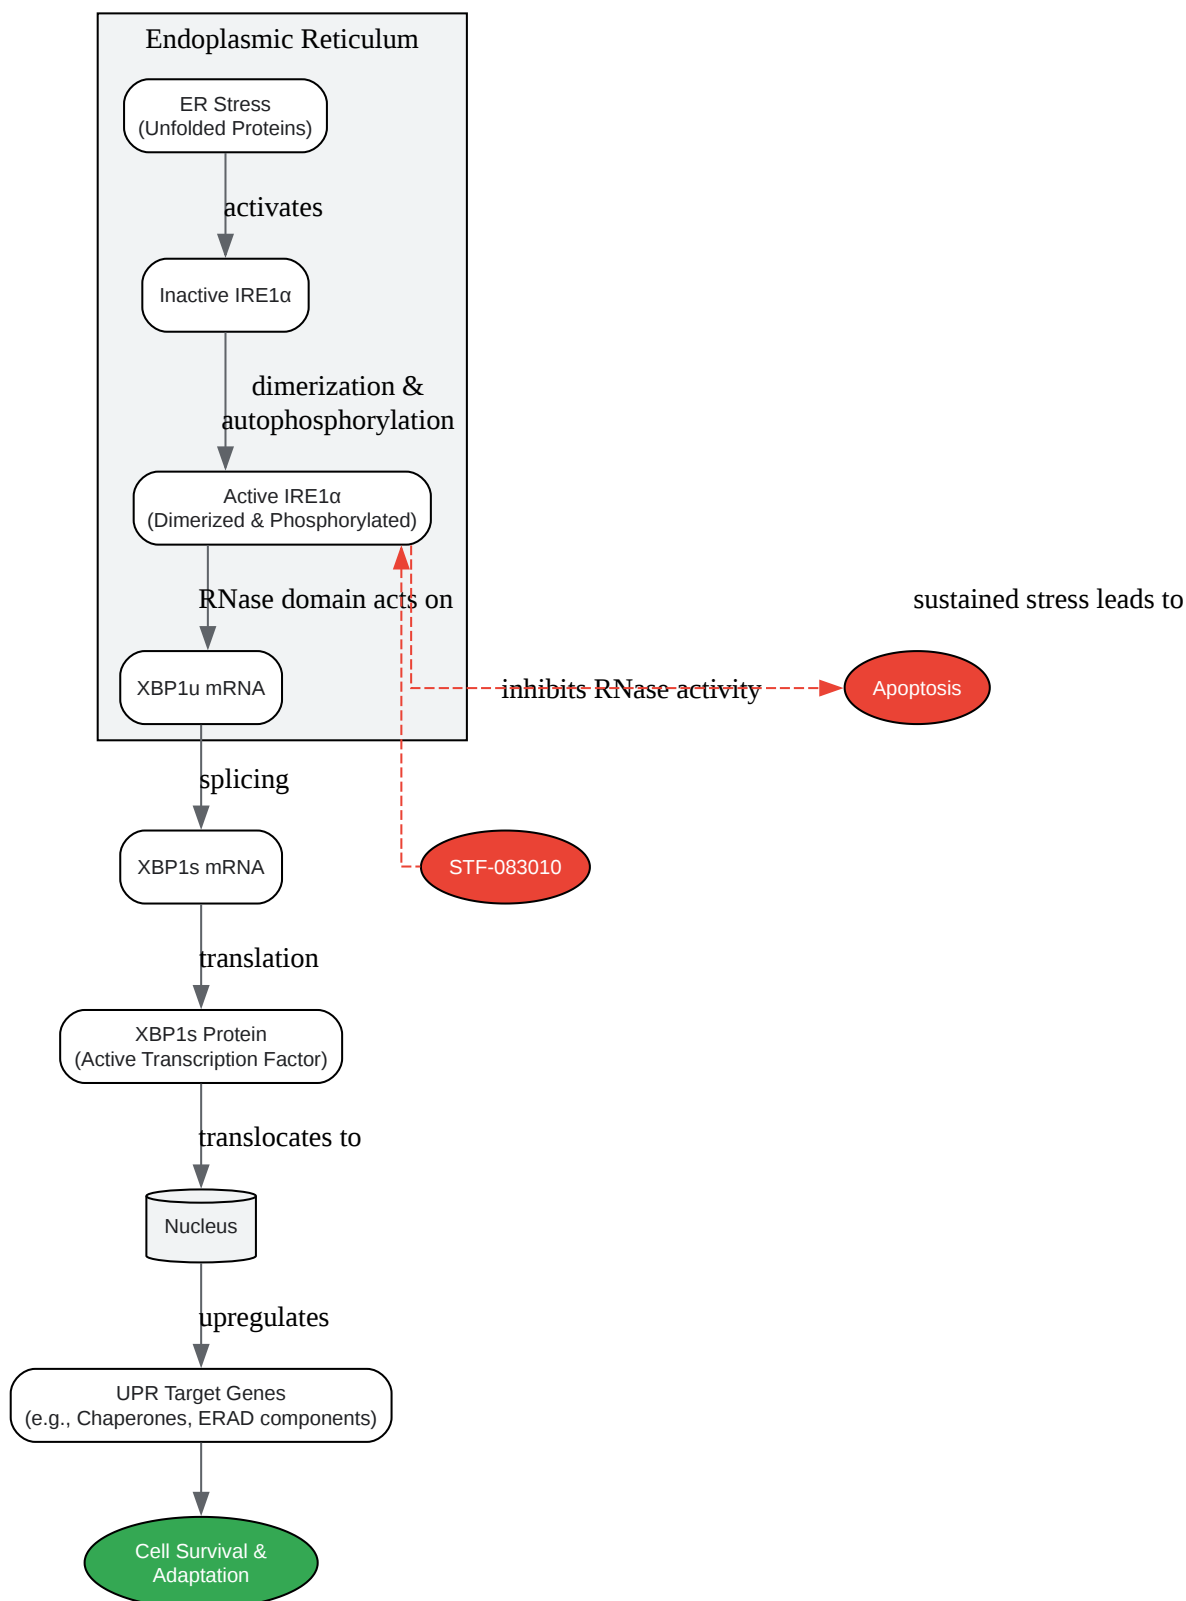 Endoplasmic Reticulum
ER Stress
(Unfolded Proteins)
activates
Inactive IRE1α
dimerization &
autophosphorylation
Active IRE1α
(Dimerized & Phosphorylated)
RNase domain acts on
sustained stress leads to
XBP1u mRNA
inhibits RNase activity
Apoptosis
splicing
XBP1s mRNA
STF-083010
translation
XBP1s Protein
(Active Transcription Factor)
translocates to
Nucleus
upregulates
UPR Target Genes
(e.g., Chaperones, ERAD components)
Cell Survival &
Adaptation